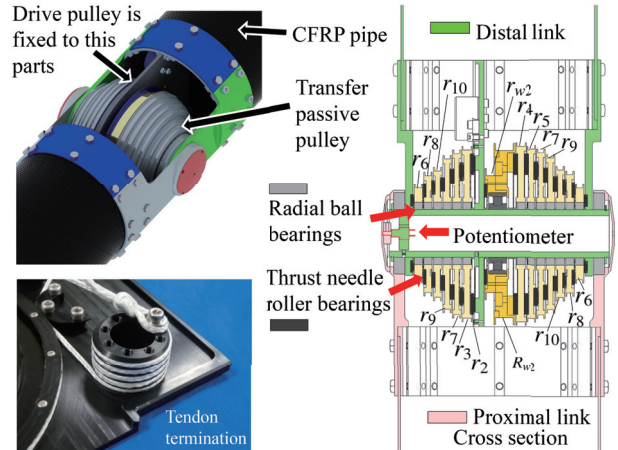 Drive pulley is
fixed to this
parts
CFRP pipe
Transfer
passive
pulley
Distal link
r10
r8
r6
rw2
r4
r5
r7
r9
Radial ball
bearings
Potentiometer
Thrust needle
roller bearings
r9
r7
r3
r2
Rw2
r10
r8
r6
Tendon
termination
Proximal link
Cross section